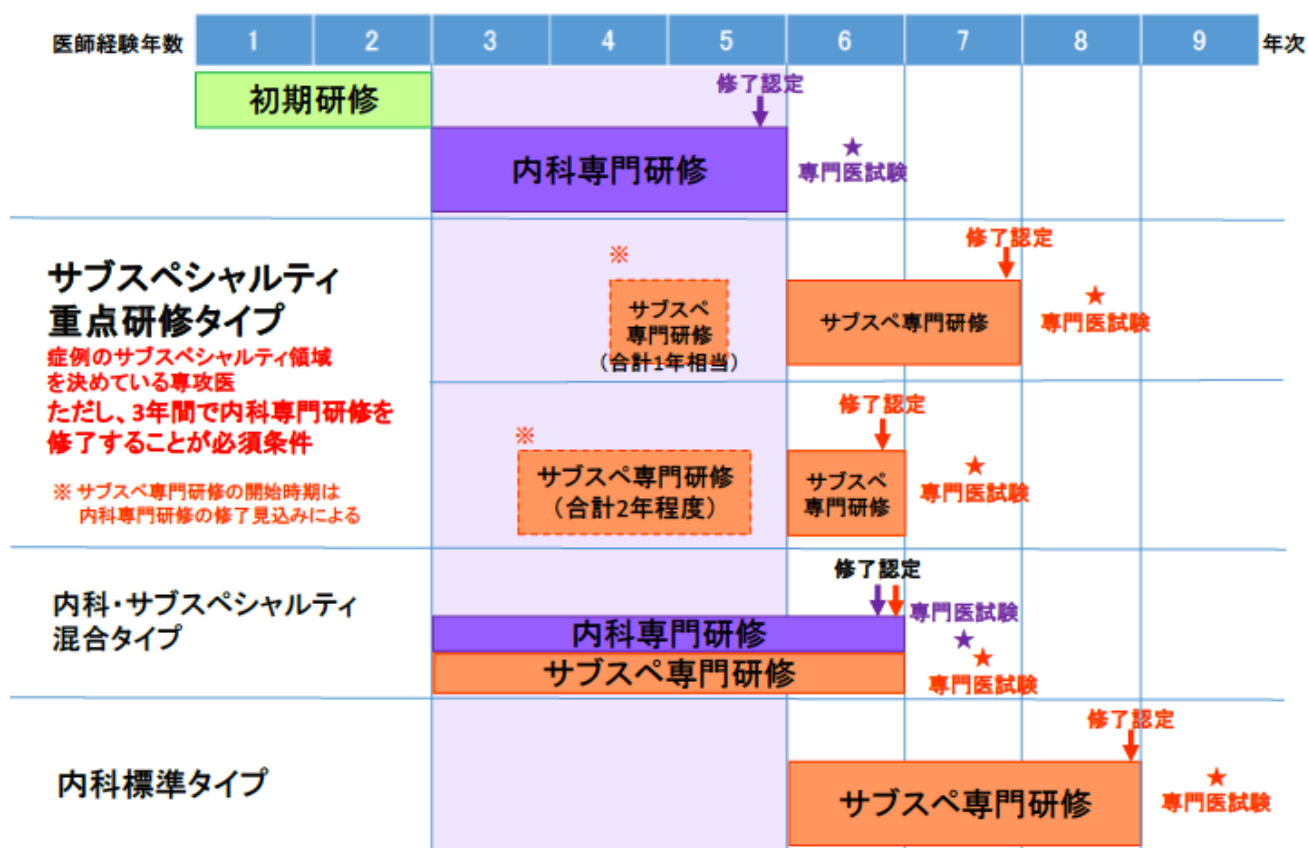 医師経験年数 1 2 3 4 5 6 7 8 9 年次
初期研修
修了認定
内科専門研修
★
専門医試験
サブスペシャルティ
重点研修タイプ
症例のサブスペシャルティ領域
を決めている専攻医
ただし、3年間で内科専門研修を
修了することが必須条件
※ サブスペ専門研修の開始時期は
内科専門研修の修了見込みによる
※
サブスペ
専門研修
(合計1年相当)
修了認定
サブスペ専門研修
★
専門医試験
※
サブスペ専門研修
(合計2年程度)
修了認定
サブスペ
専門研修
★
専門医試験
内科・サブスペシャルティ
混合タイプ
修了認定
内科専門研修
サブスペ専門研修
専門医試験
★
★
専門医試験
内科標準タイプ
修了認定
サブスペ専門研修
★
専門医試験